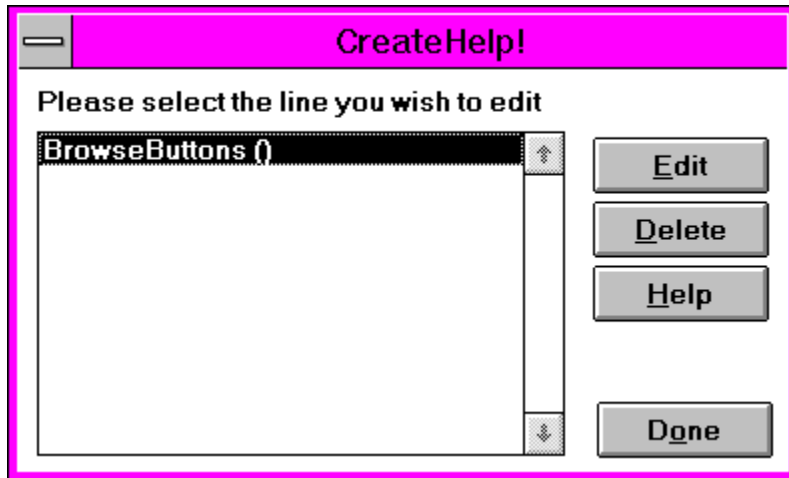 CreateHelp!
Please select the line you wish to edit
BrowseButtons ()
Edit
Delete
Help
Done